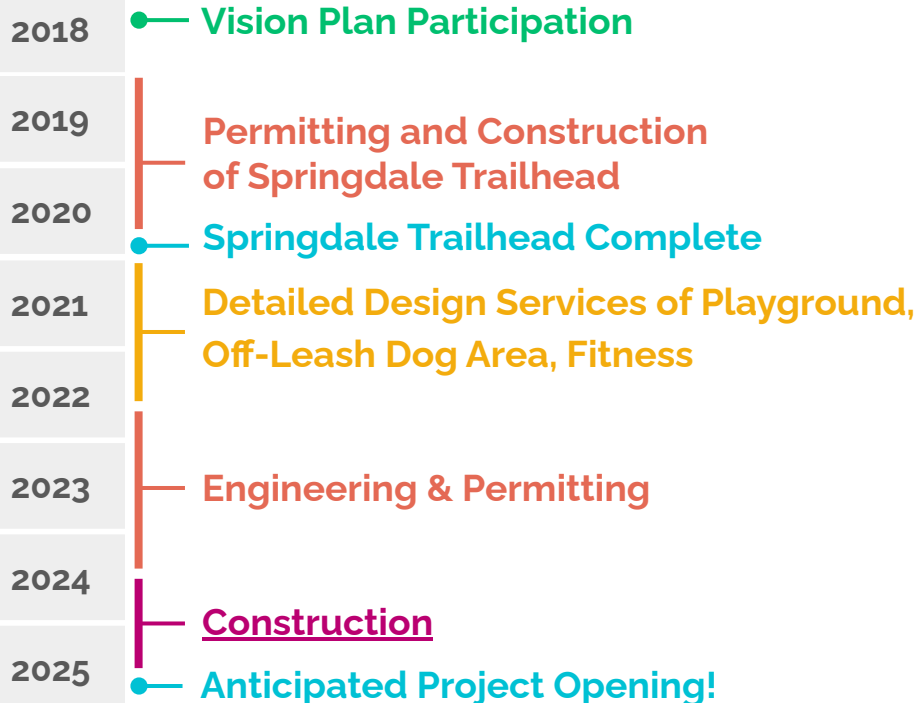 2018
Vision Plan Participation
2019
Permitting and Construction
of Springdale Trailhead
2020
Springdale Trailhead Complete
2021
Detailed Design Services of Playground,
Off-Leash Dog Area, Fitness
2022
2023
Engineering & Permitting
2024
Construction
2025
Anticipated Project Opening!